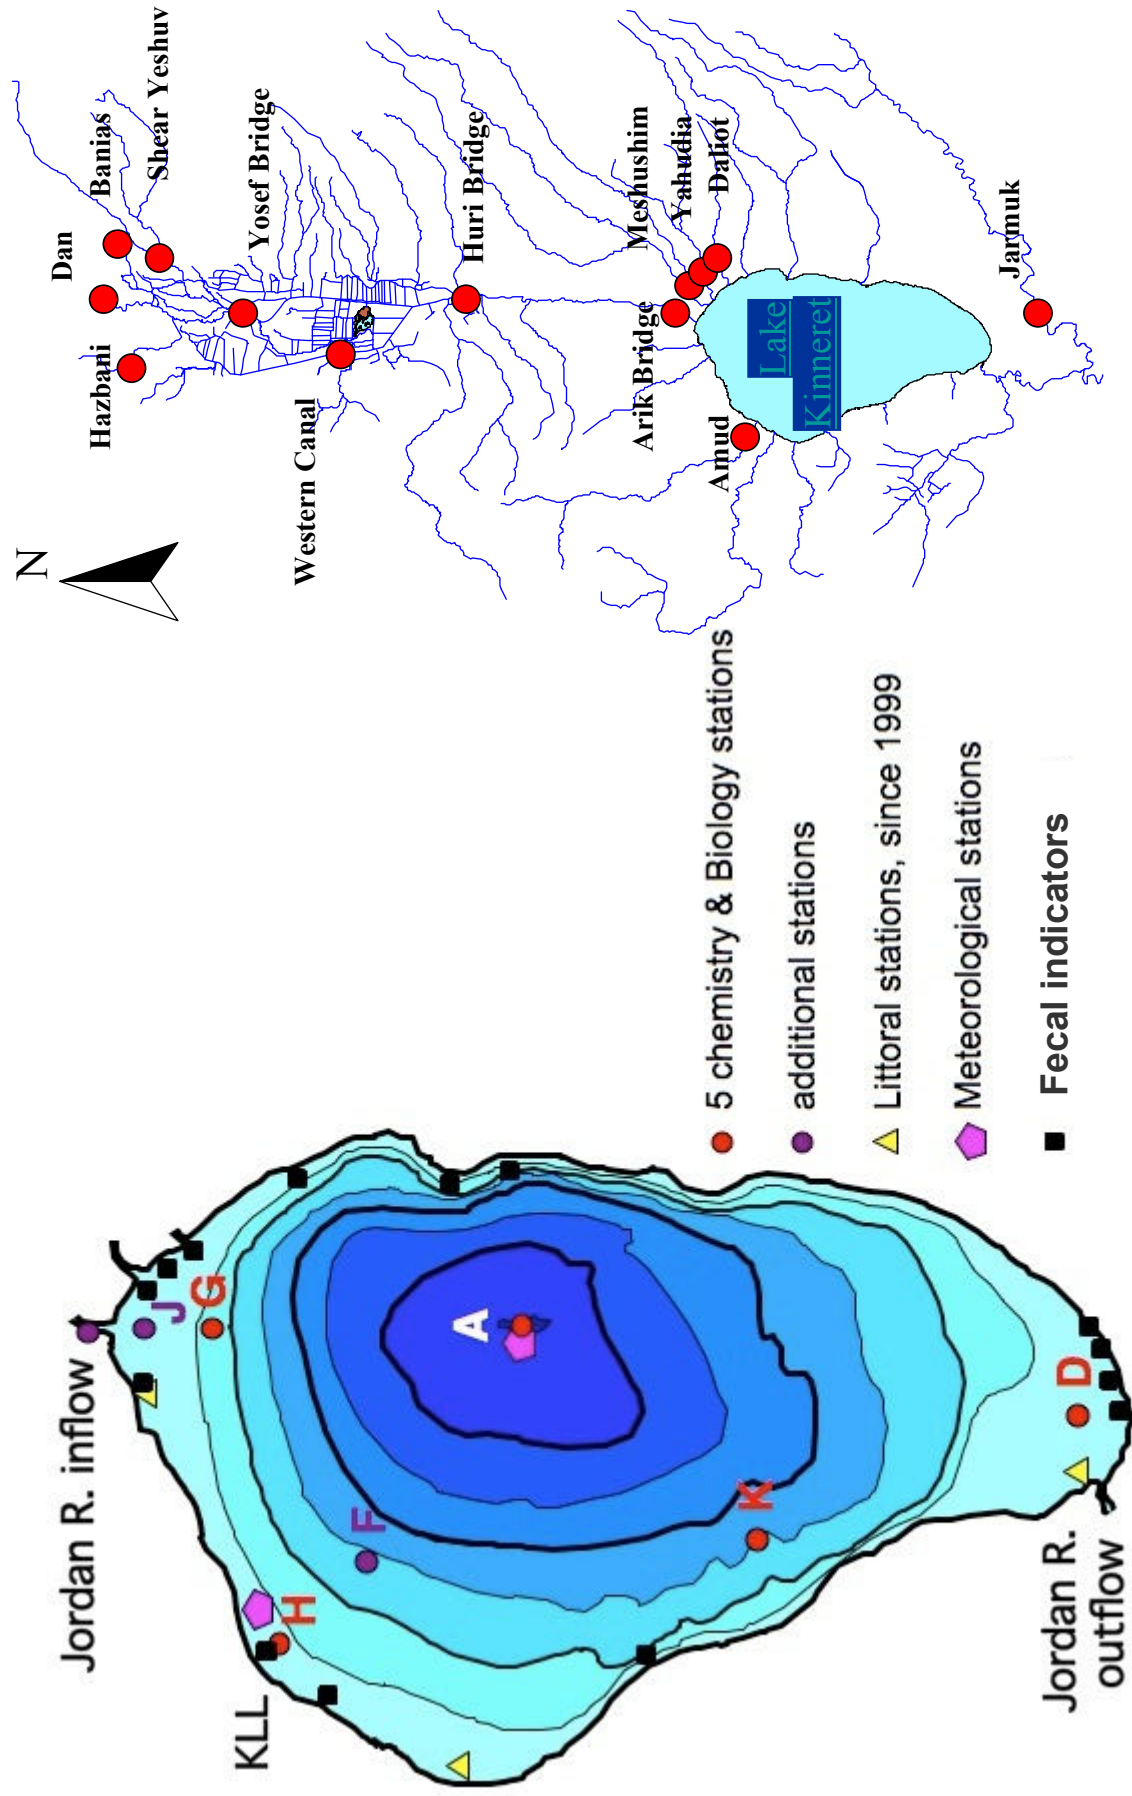 Jordan R. inflow
J
G
A
F
H
KLL
K
D
Jordan R.
outflow
5 chemistry & Biology stations
additional stations
Littoral stations, since 1999
Meteorological stations
Fecal indicators
N
Hazbani
Dan
Banias
Shear Yeshuv
Yosef Bridge
Western Canal
Huri Bridge
Meshushim
Yahudia
Daliot
Arik Bridge
Amud
Lake
Kinneret
Jarmuk